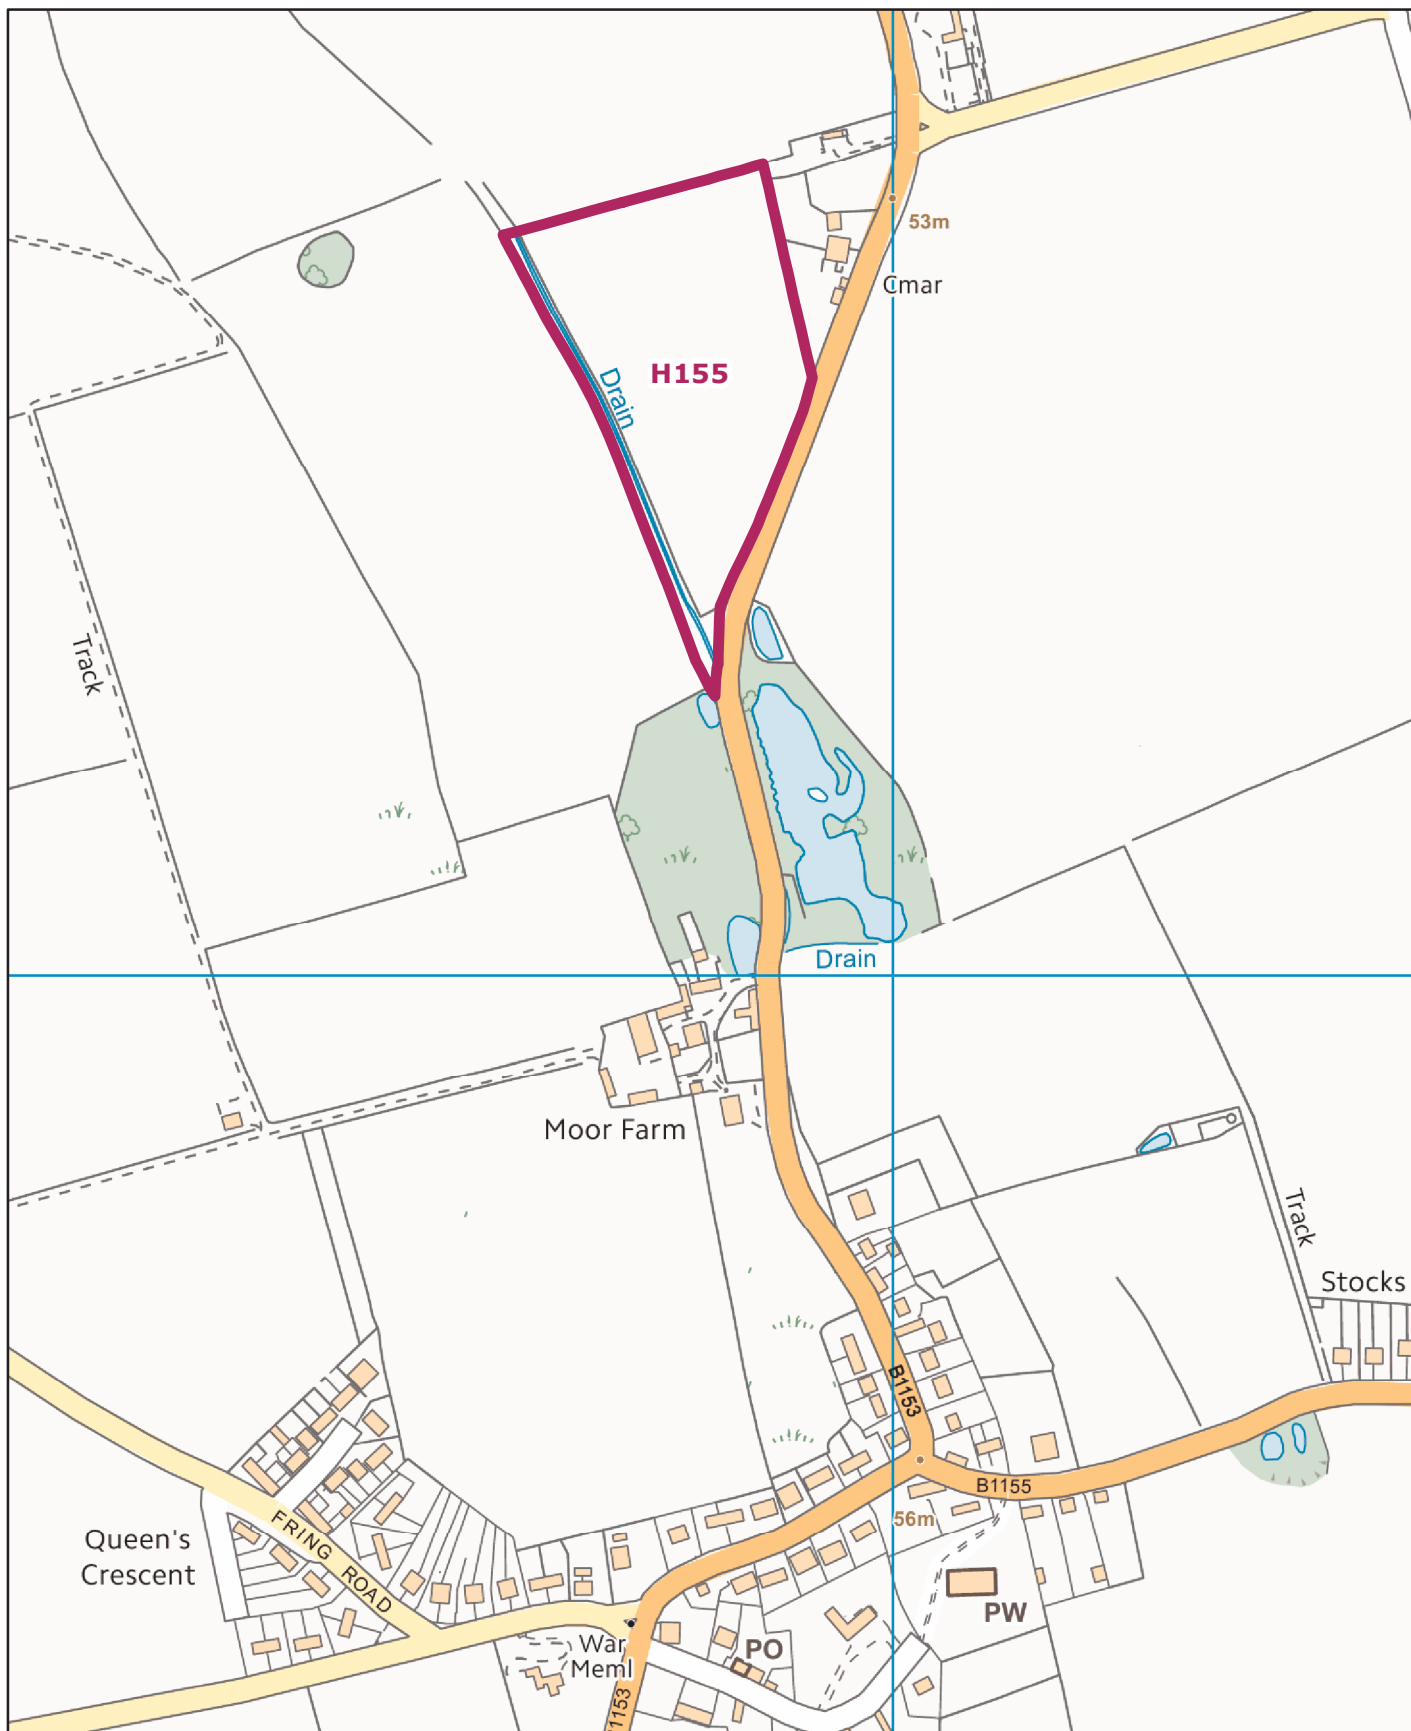 53m
Cmar
H155
Drain
Track
Drain
Moor Farm
Track
Stocks
B1153
B1155
56m
Queen's
Crescent
FRING ROAD
PW
War
Meml
PO
1153